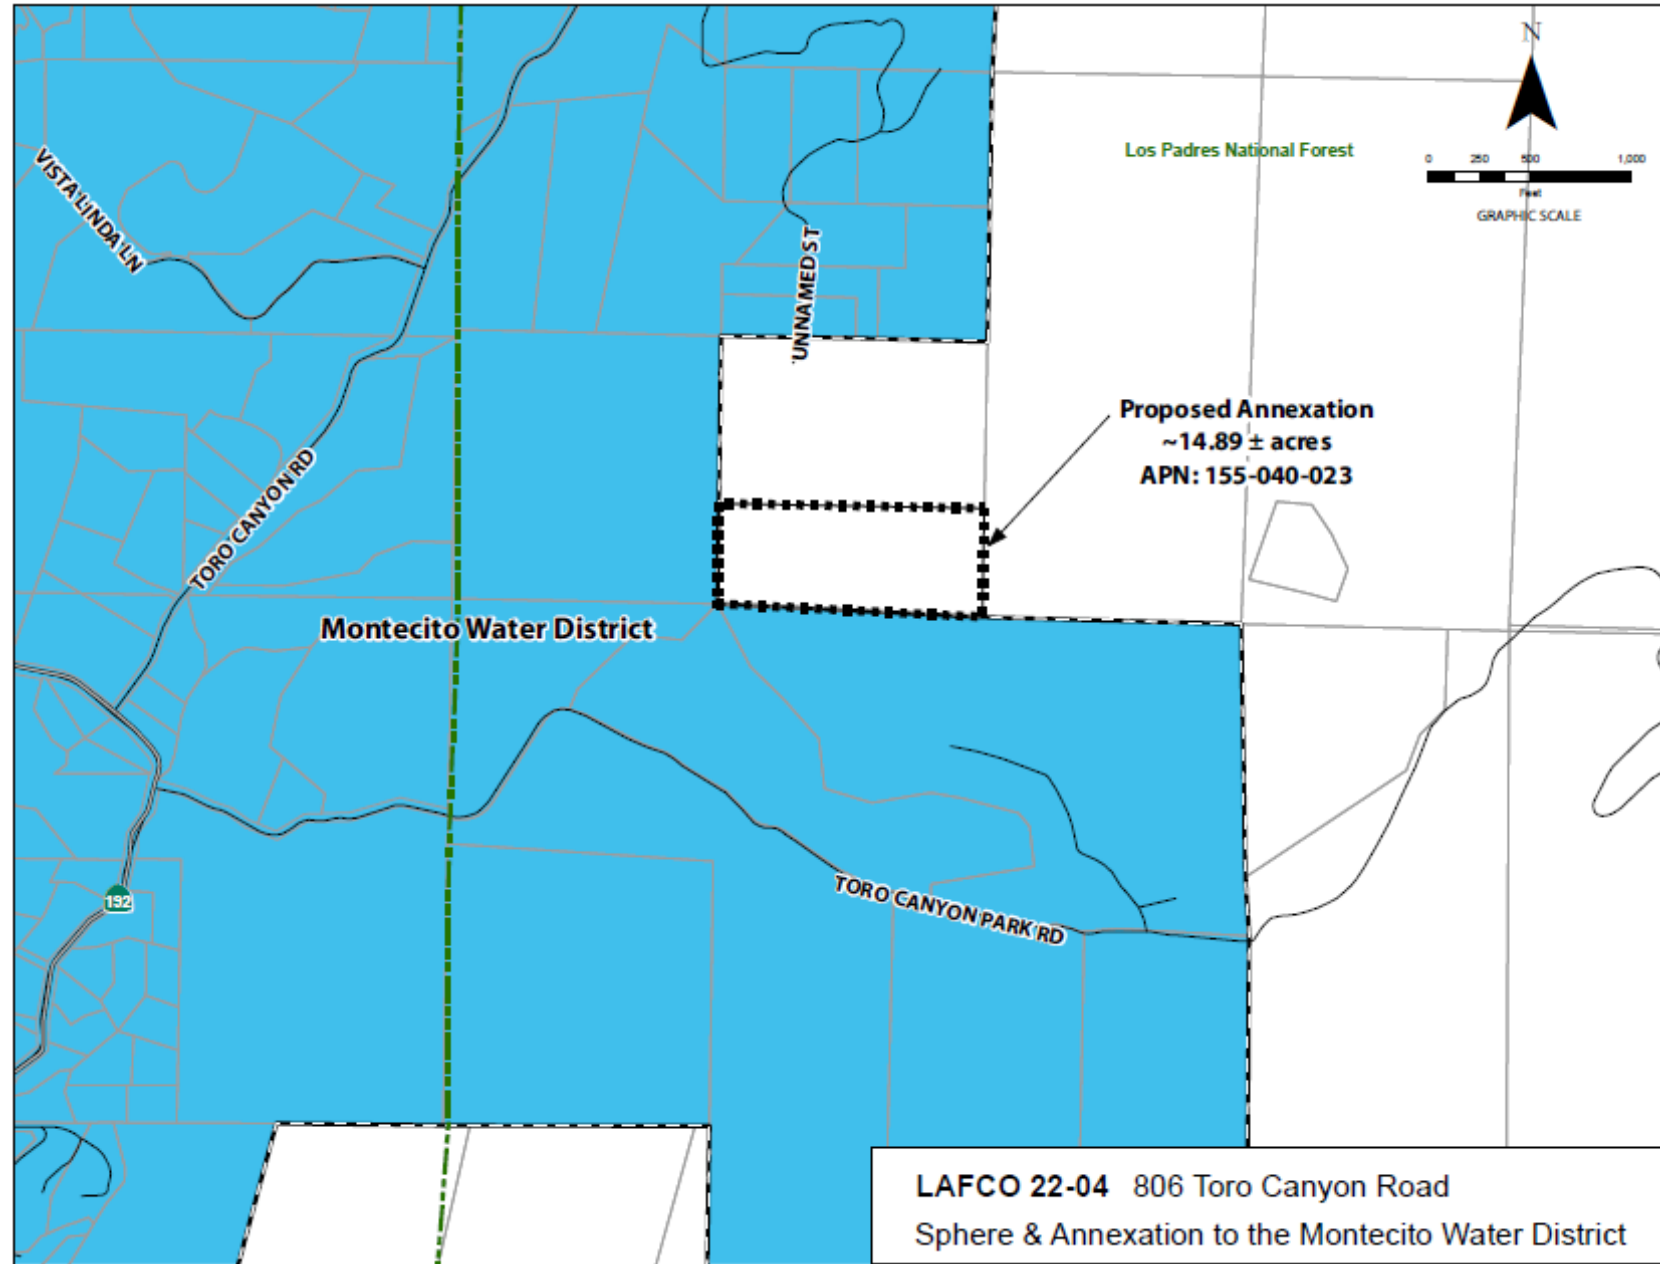 N
Los Padres National Forest
0 250 500 1,000
Feet
GRAPHIC SCALE
VISTA LINDA LN
UNNAMED ST
Proposed Annexation
~14.89 ± acres
APN: 155-040-023
TORO CANYON RD
Montecito Water District
TORO CANYON PARK RD
192
LAFCO 22-04 806 Toro Canyon Road
Sphere & Annexation to the Montecito Water District